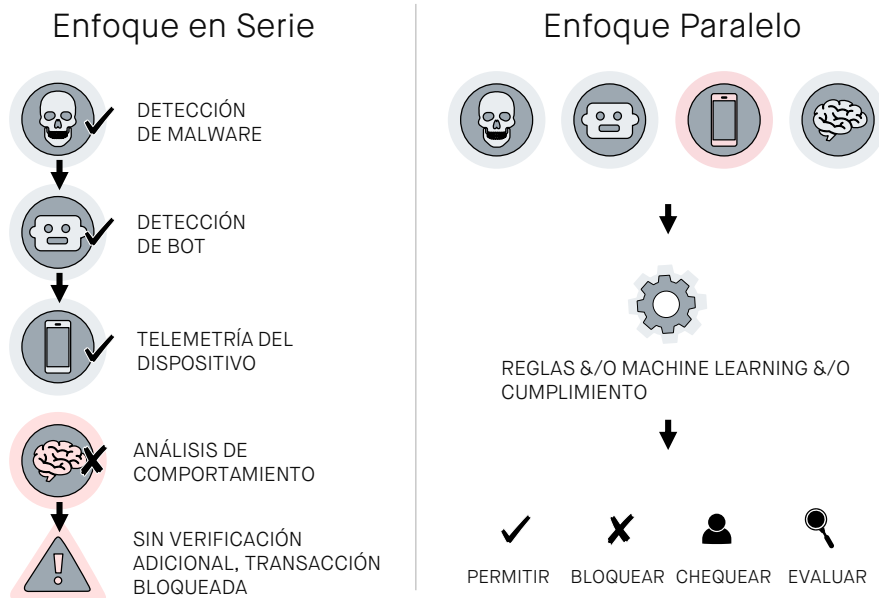 Enfoque en Serie
DETECCIÓN
DE MALWARE
DETECCIÓN
DE BOT
TELEMETRÍA DEL
DISPOSITIVO
ANÁLISIS DE
COMPORTAMIENTO
SIN VERIFICACIÓN
ADICIONAL, TRANSACCIÓN
BLOQUEADA
Enfoque Paralelo
REGLAS &/O MACHINE LEARNING &/O
CUMPLIMIENTO
PERMITIR
BLOQUEAR
CHEQUEAR
EVALUAR